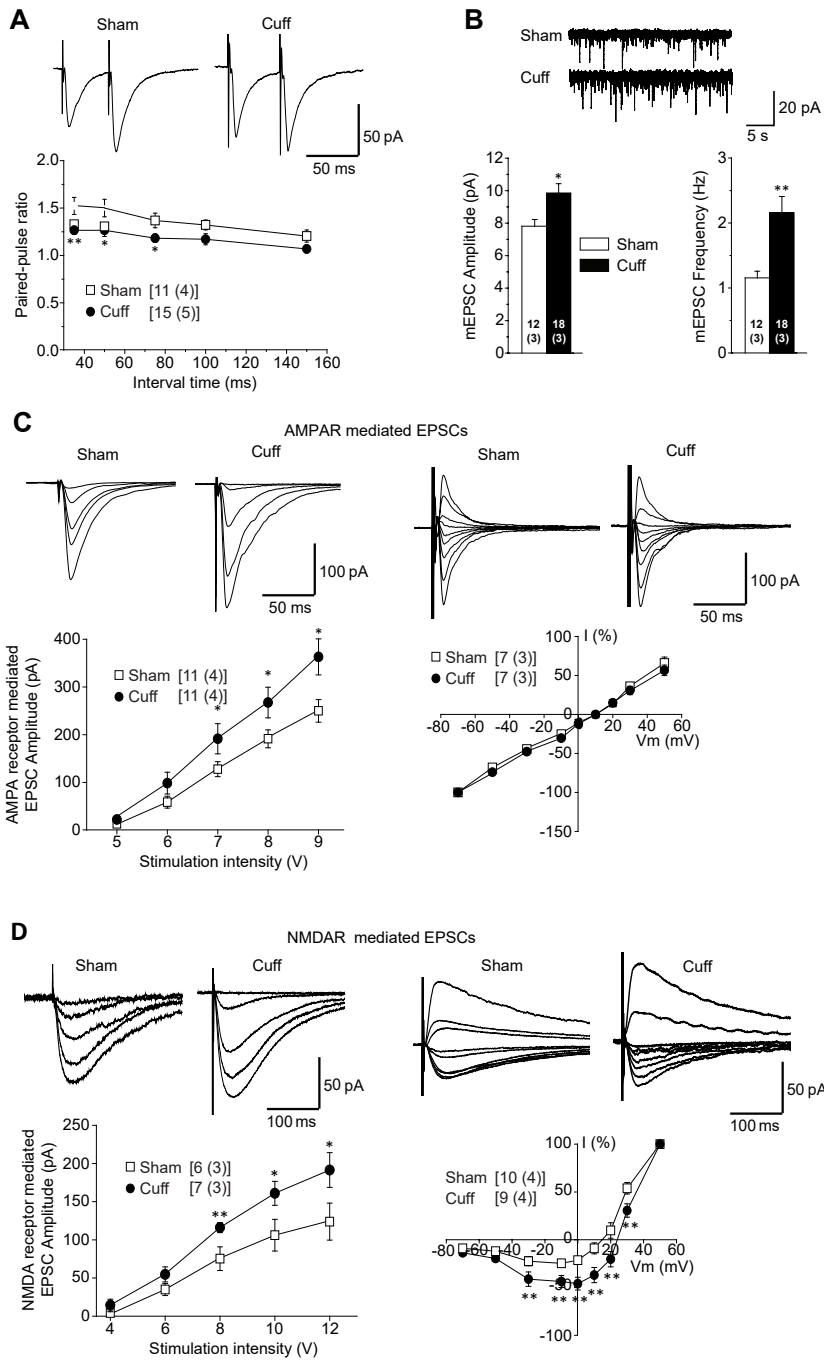 A
Sham
Cuff
50 pA
50 ms
Paired-pulse ratio
2.0
1.5
1.0
0.5
0.0
**
*
*
Sham [11 (4)]
Cuff [15 (5)]
40 60 80 100 120 140 160
Interval time (ms)
B
Sham
Cuff
20 pA
5 s
mEPSC Amplitude (pA)
12
10
8
6
4
2
0
*
12
(3)
18
(3)
Sham
Cuff
mEPSC Frequency (Hz)
3
2
1
0
**
12
(3)
18
(3)
C
AMPAR mediated EPSCs
Sham
Cuff
100 pA
50 ms
Sham
Cuff
100 pA
50 ms
AMPA receptor mediated
EPSC Amplitude (pA)
400
300
200
100
0
Sham [11 (4)]
Cuff [11 (4)]
*
*
*
5 6 7 8 9
Stimulation intensity (V)
I (%)
Sham [7 (3)]
Cuff [7 (3)]
100
50
0
-50
-100
-150
-80 -60 -40 -20 20 40 60
Vm (mV)
D
NMDAR mediated EPSCs
Sham
Cuff
50 pA
100 ms
Sham
Cuff
50 pA
100 ms
NMDA receptor mediated
EPSC Amplitude (pA)
250
200
150
100
50
0
Sham [6 (3)]
Cuff [7 (3)]
**
*
*
4 6 8 10 12
Stimulation intensity (V)
I (%)
Sham [10 (4)]
Cuff [9 (4)]
100
50
0
-50
-100
-80 -60 -40 -20 20 40 60
Vm (mV)
** ** ** ** ** **